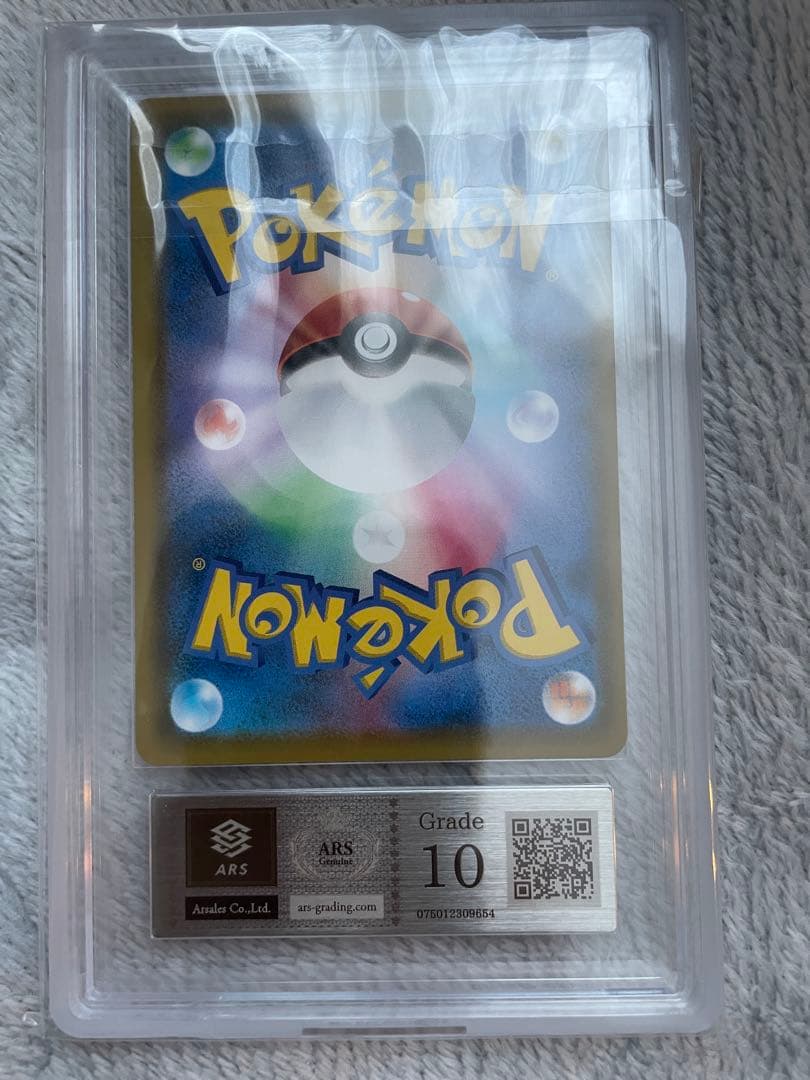 POKéMON
®
®
POKéMON
ARS
Arsales Co.,Ltd.
ARS
Genuine
ars-grading.com
Grade
10
075012309654